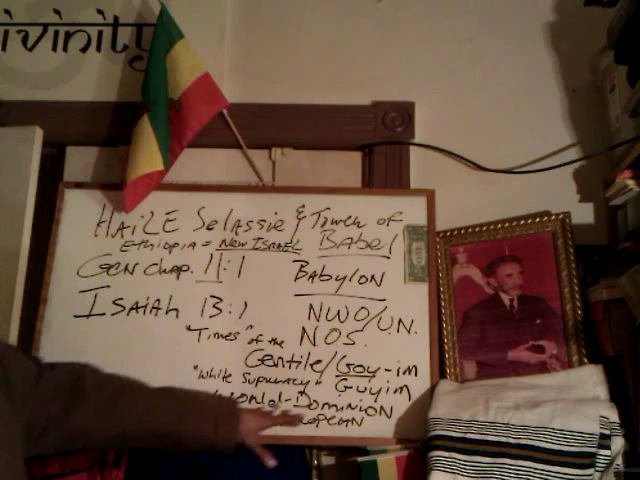 ivinity
HAILE Selassie & Tower of
Ethiopia = New Israel Babel
Gen Chap. 11:1 Babylon
Isaiah 13:1 NWO/U.N.
"Times" of the NOS.
Gentile/Goy-im
"White Supremacy" Guyim
World-Dominion